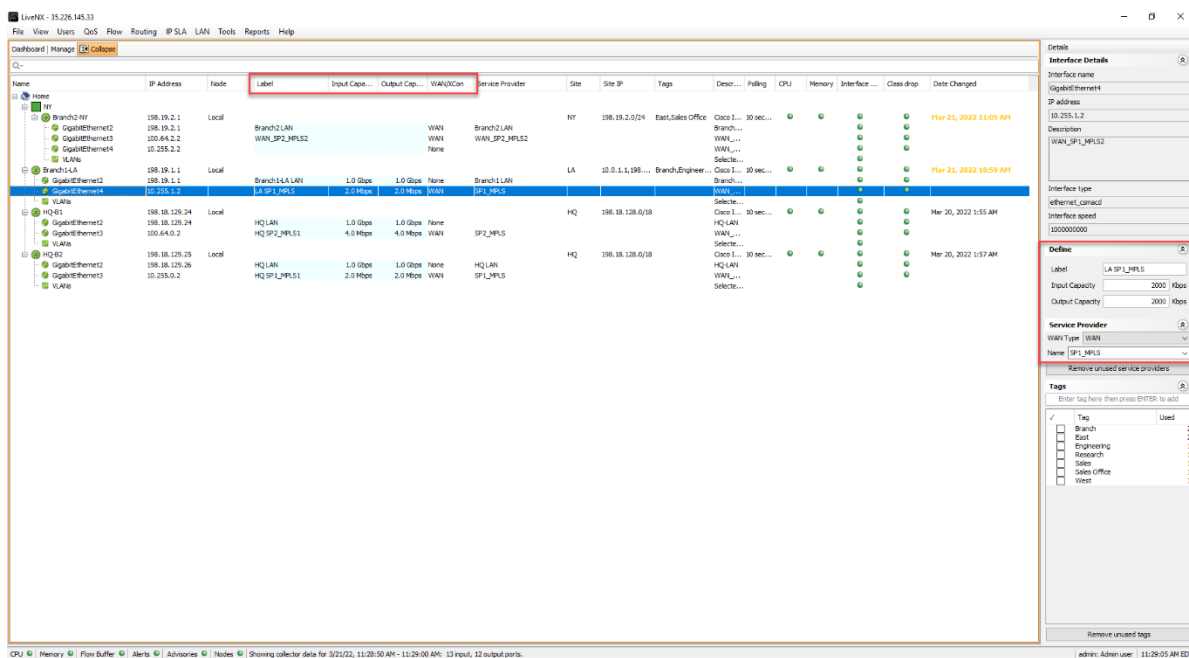 LiveNX - 35.226.145.33
File View Users QoS Flow Routing IP SLA LAN Tools Reports Help
Dashboard Manage Collapse
Name IP Address Node Label Input Capa... Output Cap... WAN/XCon Service Provider Site Site IP Tags Descr... Polling CPU Memory Interface ... Class drop Date Changed
Home
NY
Branch2-NY 198.19.2.1 Local NY 198.19.2.0/24 East,Sales Office Cisco I... 10 sec... Mar 21, 2022 11:05 AM
GigabitEthernet2 198.19.2.1 Branch2 LAN WAN Branch2 LAN Branch...
GigabitEthernet3 100.64.2.2 WAN_SP2_MPLS2 WAN WAN_SP2_MPLS2 WAN_...
GigabitEthernet4 10.255.2.2 None WAN_...
VLANs Selecte...
Branch1-LA 198.19.1.1 Local LA 10.0.1.1,198.... Branch,Engineer... Cisco I... 10 sec... Mar 21, 2022 10:59 AM
GigabitEthernet2 198.19.1.1 Branch1-LA LAN 1.0 Gbps 1.0 Gbps None Branch1 LAN Branch...
GigabitEthernet4 10.255.1.2 LA SP1_MPLS 2.0 Mbps 2.0 Mbps WAN SP1_MPLS WAN_...
VLANs Selecte...
HQ-B1 198.18.129.24 Local HQ 198.18.128.0/18 Cisco I... 10 sec... Mar 20, 2022 1:55 AM
GigabitEthernet2 198.18.129.24 HQ LAN 1.0 Gbps 1.0 Gbps None HQ-LAN
GigabitEthernet3 100.64.0.2 HQ SP2_MPLS1 4.0 Mbps 4.0 Mbps WAN SP2_MPLS WAN_...
VLANs Selecte...
HQ-B2 198.18.129.25 Local HQ 198.18.128.0/18 Cisco I... 10 sec... Mar 20, 2022 1:57 AM
GigabitEthernet2 198.18.129.26 HQ LAN 1.0 Gbps 1.0 Gbps None HQ LAN HQ-LAN
GigabitEthernet3 10.255.0.2 HQ SP1_MPLS1 2.0 Mbps 2.0 Mbps WAN SP1_MPLS WAN_...
VLANs Selecte...
Details
Interface Details
Interface name
GigabitEthernet4
IP address
10.255.1.2
Description
WAN_SP1_MPLS2
Interface type
ethernet_csmacd
Interface speed
1000000000
Define
Label LA SP1_MPLS
Input Capacity 2000 Kbps
Output Capacity 2000 Kbps
Service Provider
WAN Type WAN
Name SP1_MPLS
Remove unused service providers
Tags
Enter tag here then press ENTER to add
✓ Tag Used
Branch
East
Engineering
Research
Sales
Sales Office
West
Remove unused tags
CPU Memory Flow Buffer Alerts Advisories Nodes Showing collector data for 3/21/22, 11:28:50 AM - 11:29:00 AM: 13 input, 12 output ports. admin: Admin user 11:29:05 AM ED